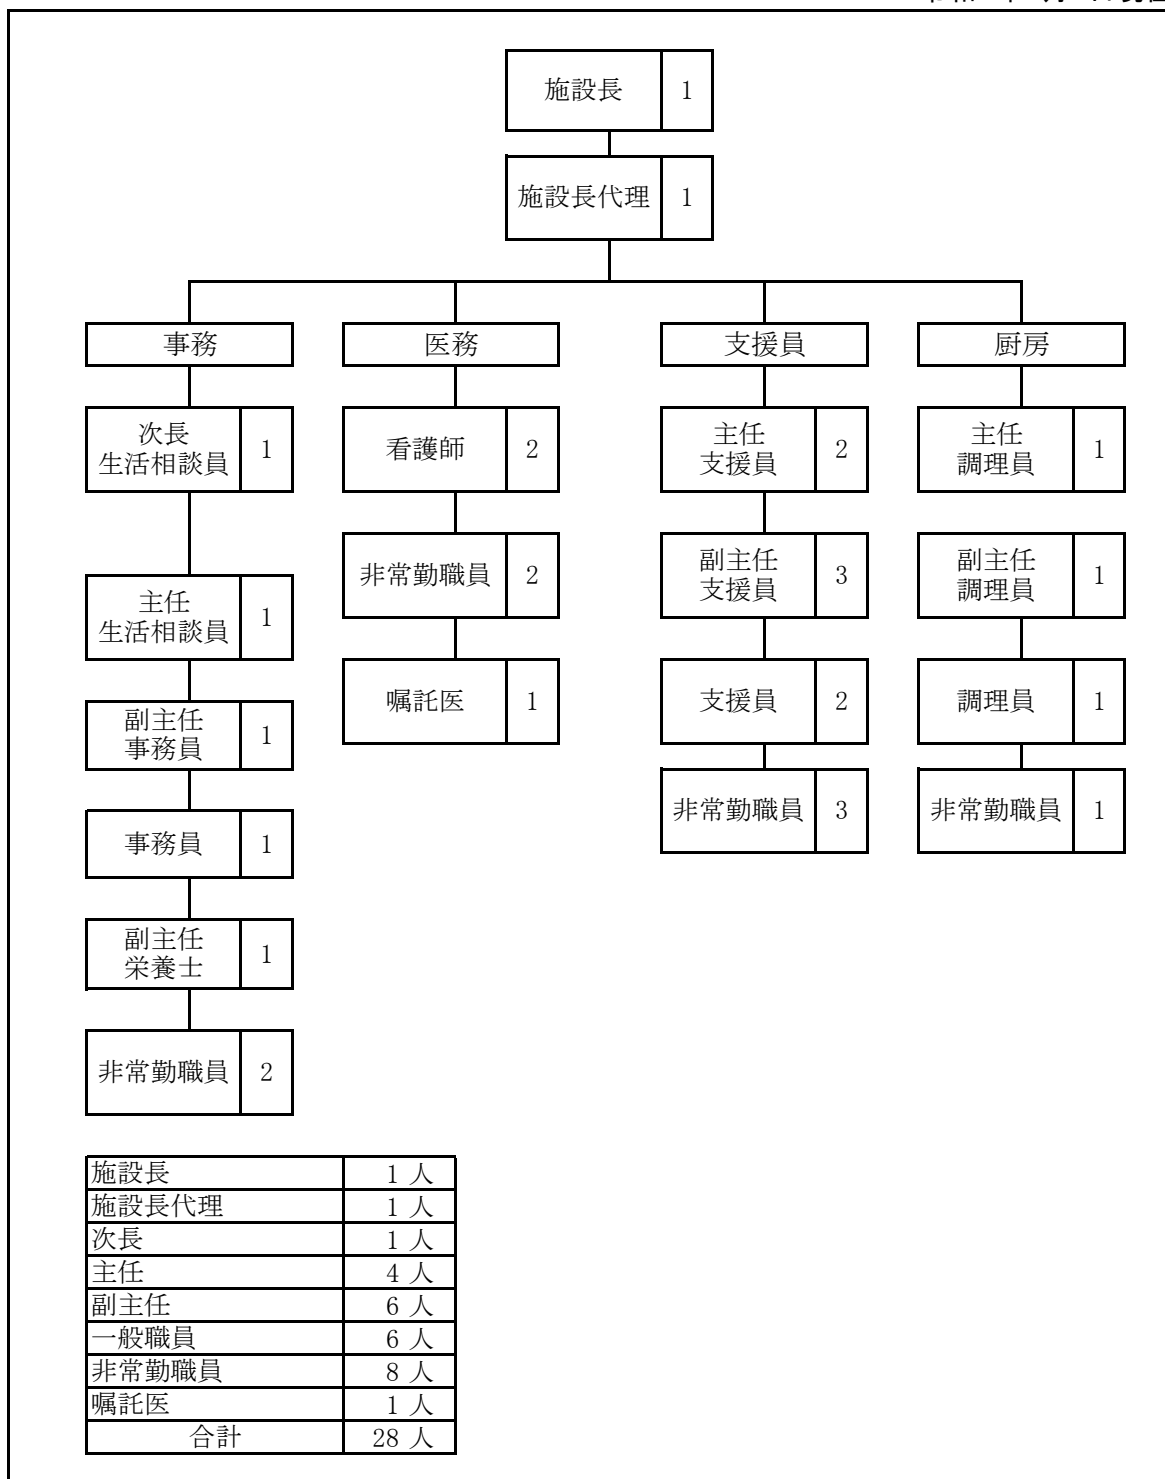 施設長 1
施設長代理 1
事務 医務 支援員 厨房
次長
生活相談員 1
看護師 2
主任
支援員 2
主任
調理員 1
非常勤職員 2
副主任
支援員 3
副主任
調理員 1
主任
生活相談員 1
嘱託医 1
支援員 2
調理員 1
副主任
事務員 1
非常勤職員 3
非常勤職員 1
事務員 1
副主任
栄養士 1
非常勤職員 2
施設長 1 人
施設長代理 1 人
次長 1 人
主任 4 人
副主任 6 人
一般職員 6 人
非常勤職員 8 人
嘱託医 1 人
合計 28 人